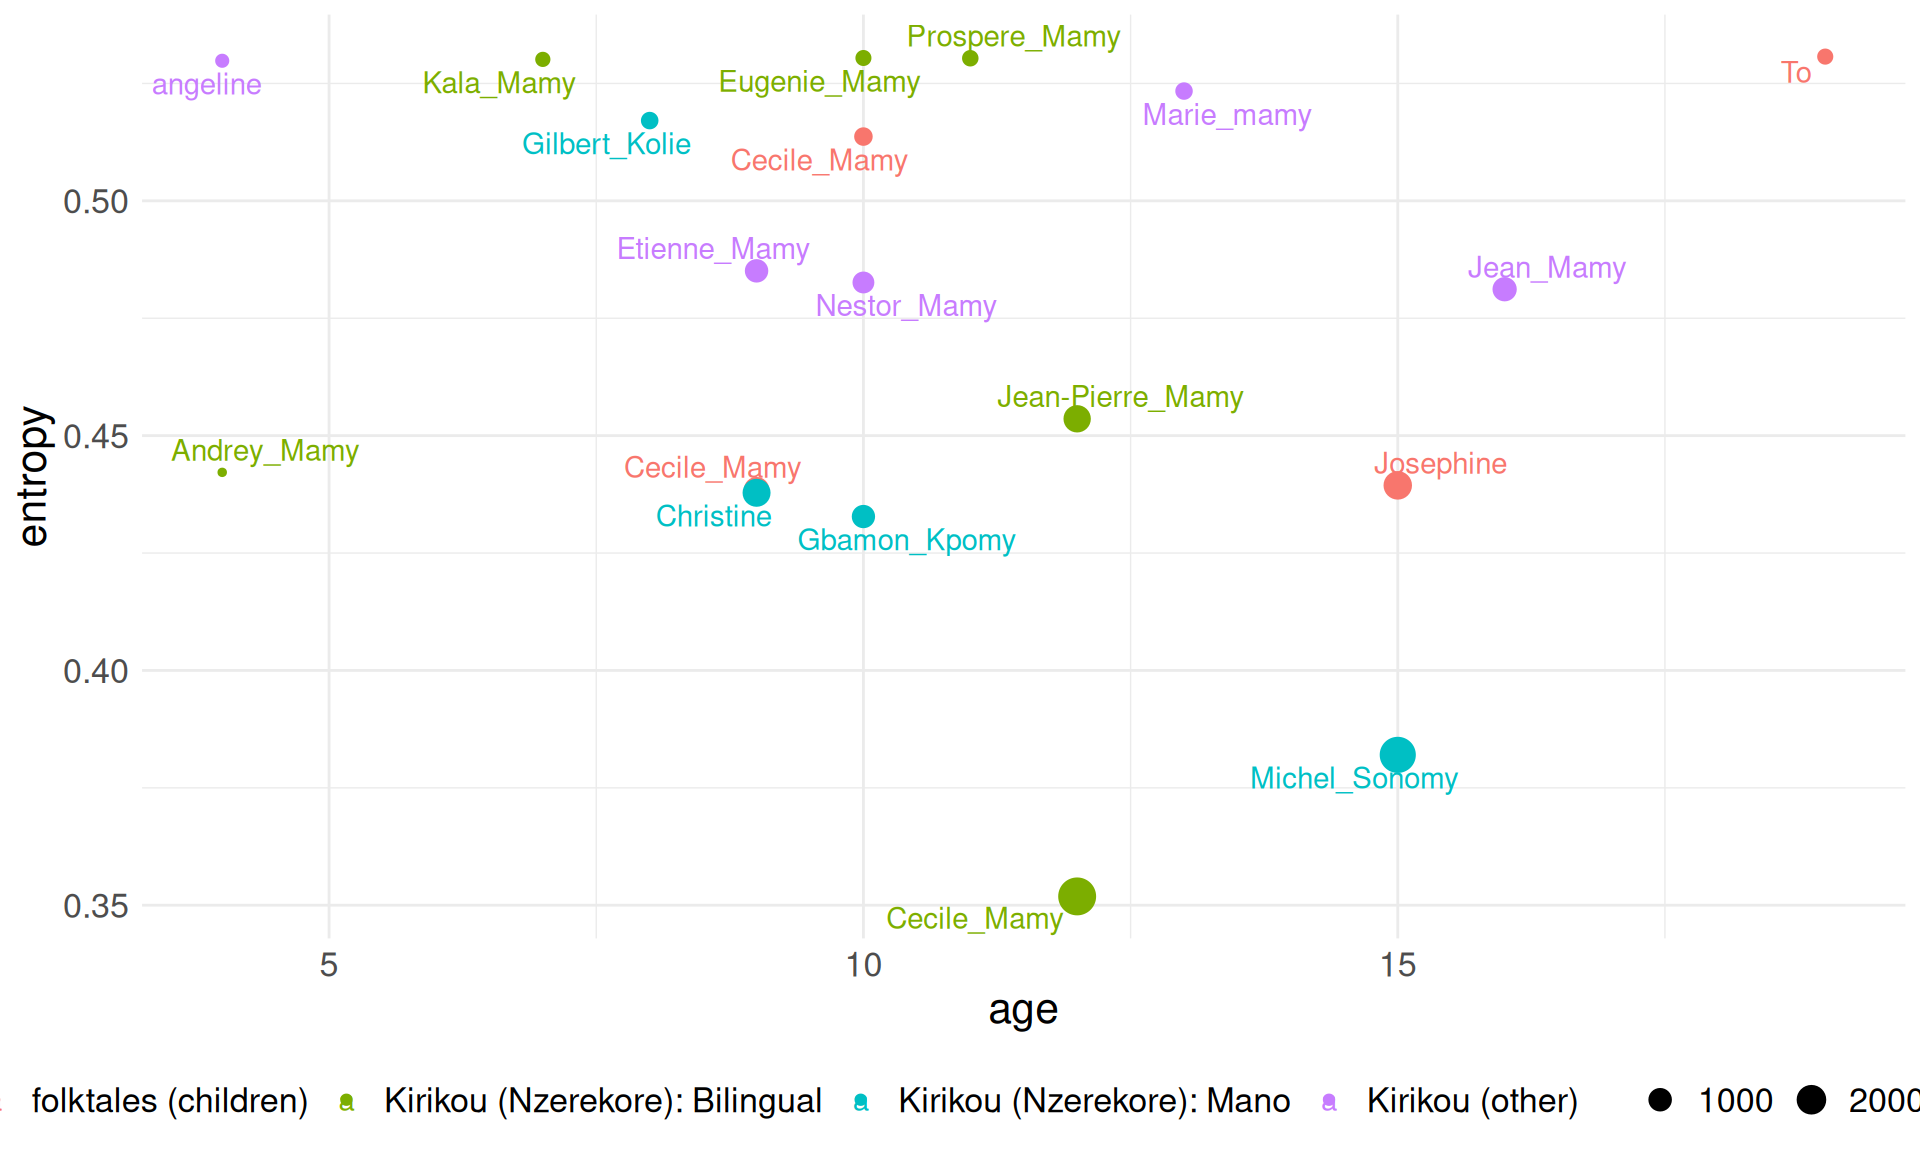 Prospere_Mamy
angeline
Kala_Mamy
Eugenie_Mamy
To
Marie_mamy
Gilbert_Kolie
Cecile_Mamy
0.50
Etienne_Mamy
Nestor_Mamy
Jean_Mamy
Jean-Pierre_Mamy
0.45
Andrey_Mamy
Cecile_Mamy
Josephine
Christine
Gbamon_Kpomy
entropy
0.40
Michel_Sonomy
0.35
Cecile_Mamy
5 10 15
age
folktales (children) a Kirikou (Nzerekore): Bilingual a Kirikou (Nzerekore): Mano a Kirikou (other) 1000 2000